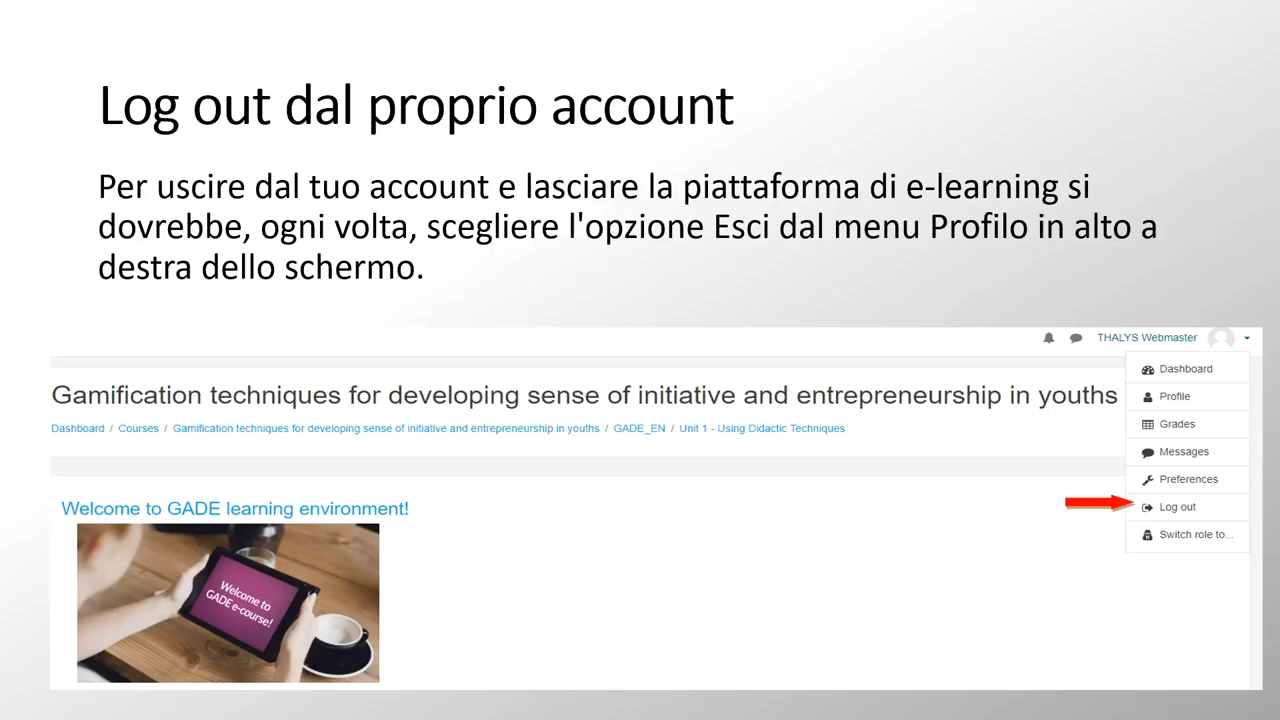 Log out dal proprio account
Per uscire dal tuo account e lasciare la piattaforma di e-learning si
dovrebbe, ogni volta, scegliere l'opzione Esci dal menu Profilo in alto a
destra dello schermo.
THALYS Webmaster
Dashboard
Profile
Grades
Messages
Preferences
Log out
Switch role to...
Gamification techniques for developing sense of initiative and entrepreneurship in youths
Dashboard / Courses / Gamification techniques for developing sense of initiative and entrepreneurship in youths / GADE_EN / Unit 1 - Using Didactic Techniques
Welcome to GADE learning environment!
Welcome to
GADE e-course!